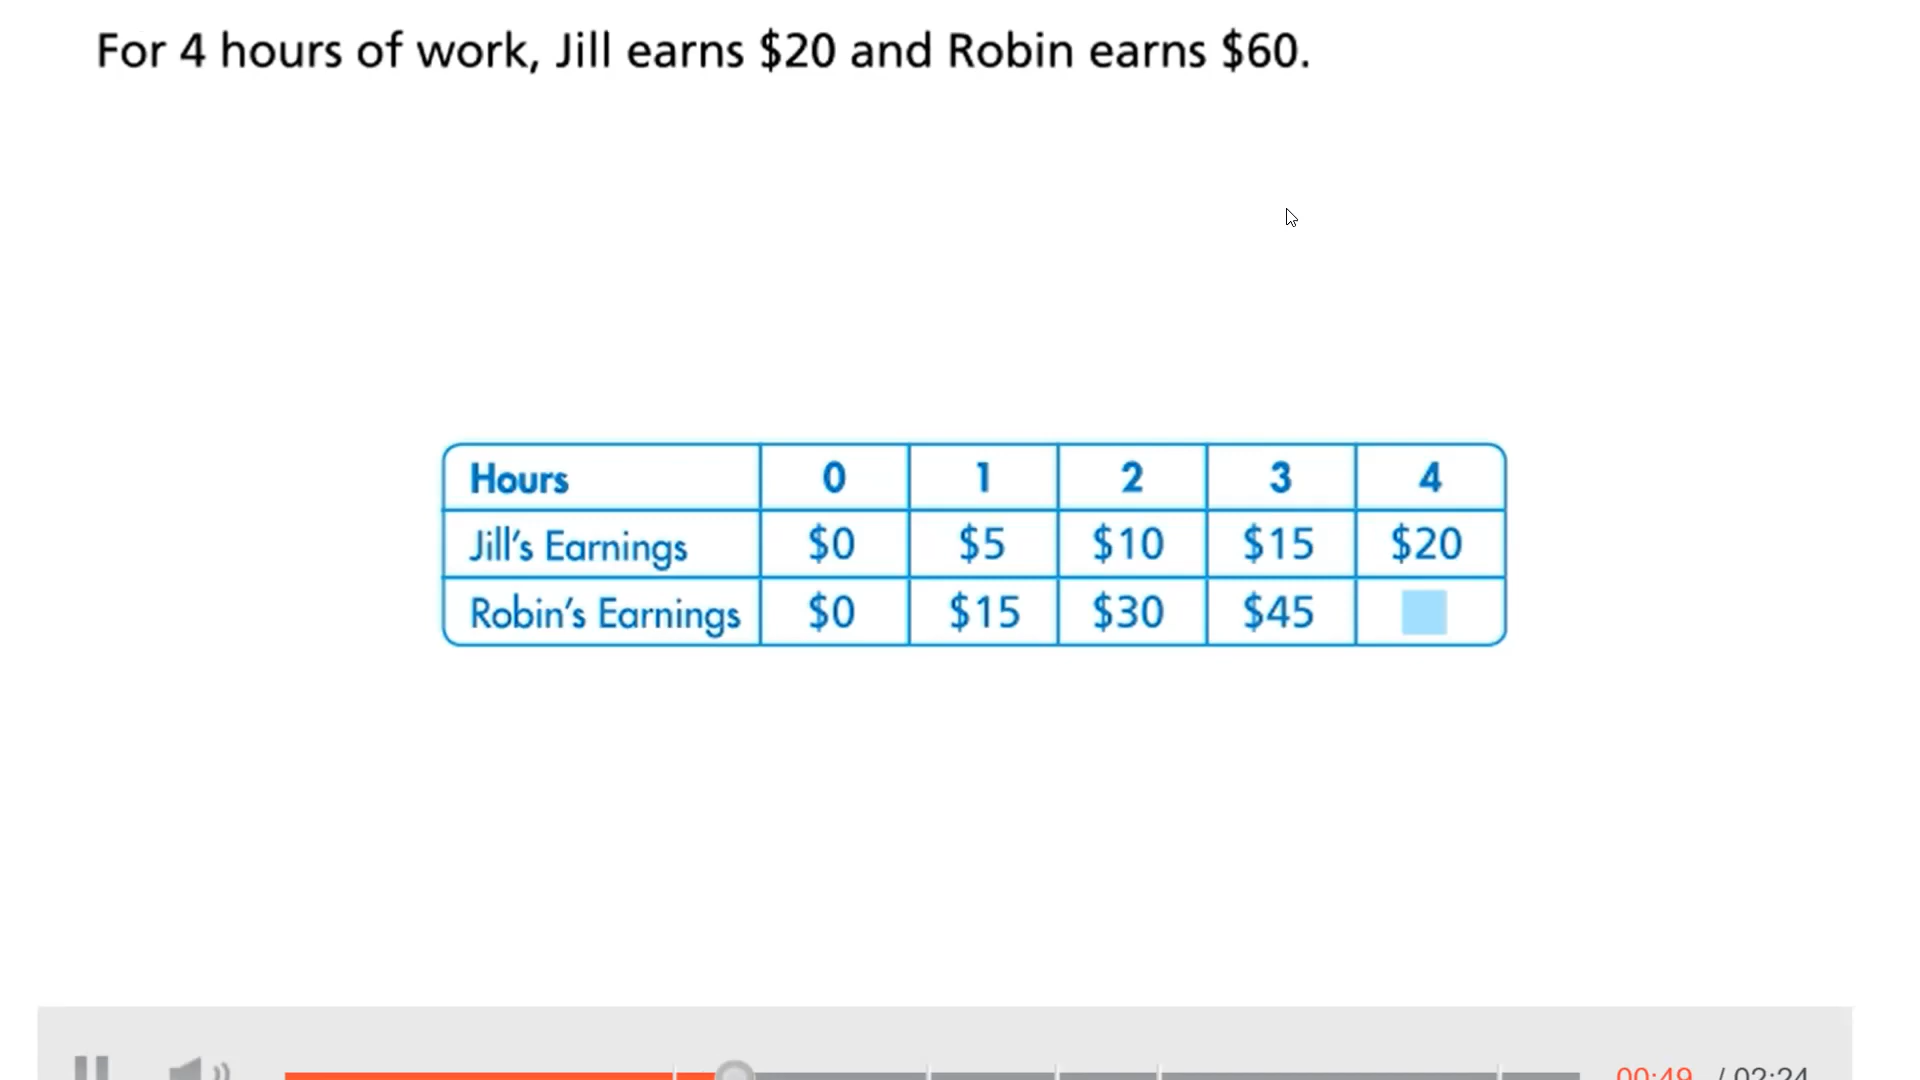 For 4 hours of work, Jill earns $20 and Robin earns $60.
Hours 0 1 2 3 4
Jill's Earnings $0 $5 $10 $15 $20
Robin's Earnings $0 $15 $30 $45
00:49 / 02:24